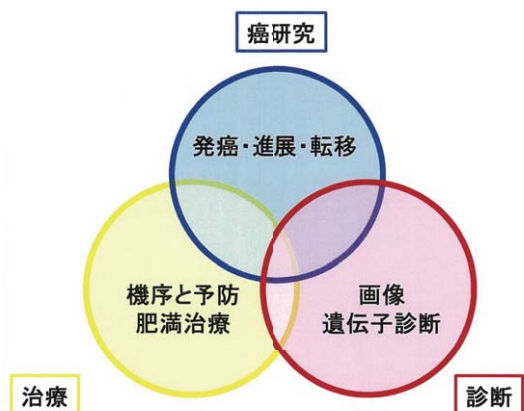 癌研究
発癌・進展・転移
機序と予防
肥満治療
画像
遺伝子診断
治療
診断